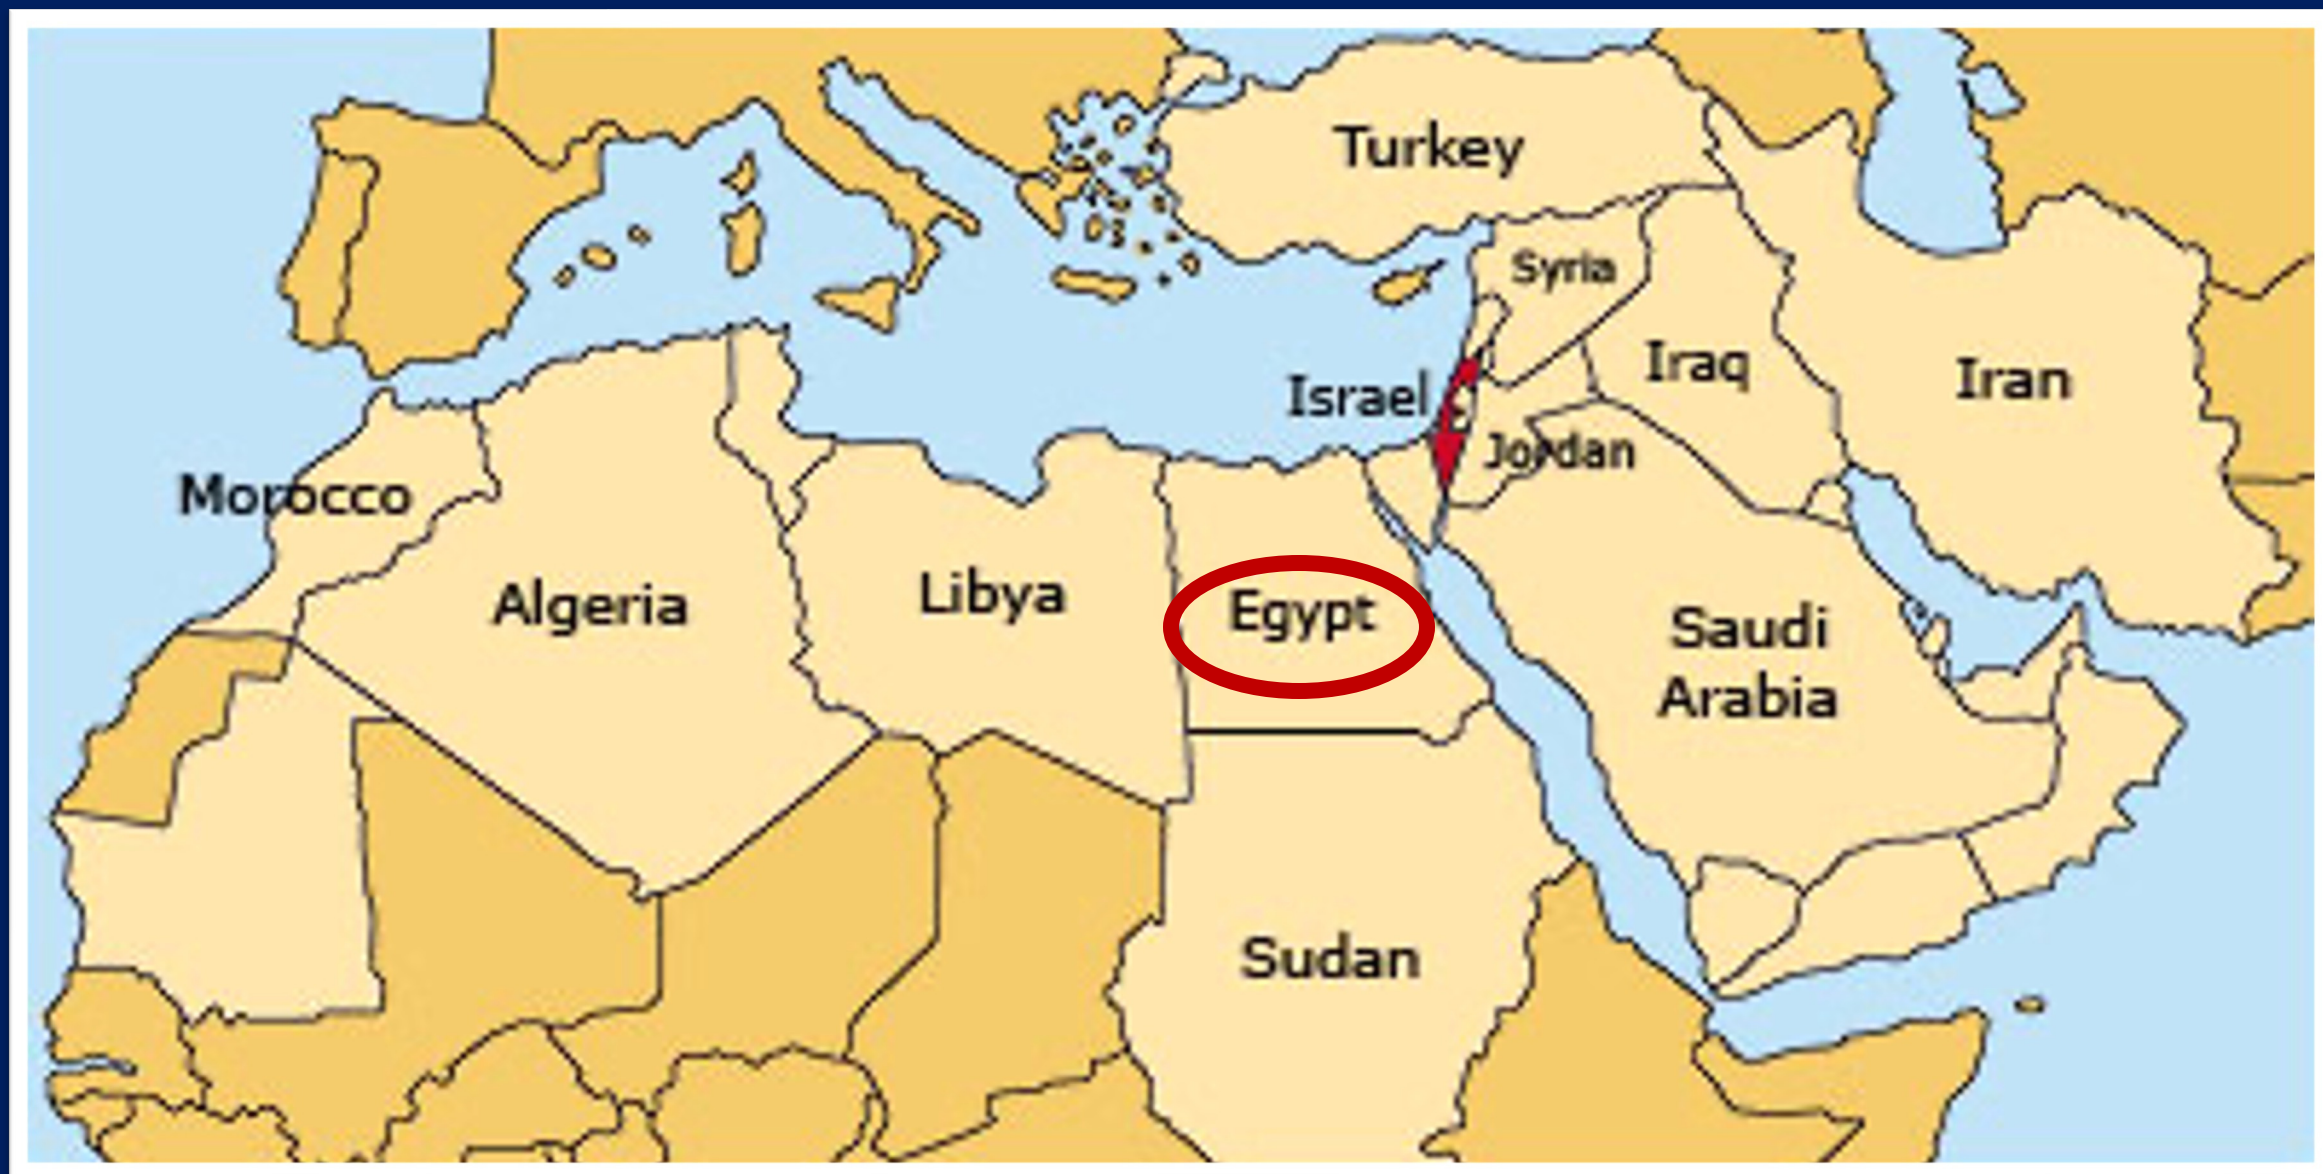 Turkey
Syria
Iraq
Iran
Israel
Jordan
Morocco
Algeria
Libya
Egypt
Saudi
Arabia
Sudan